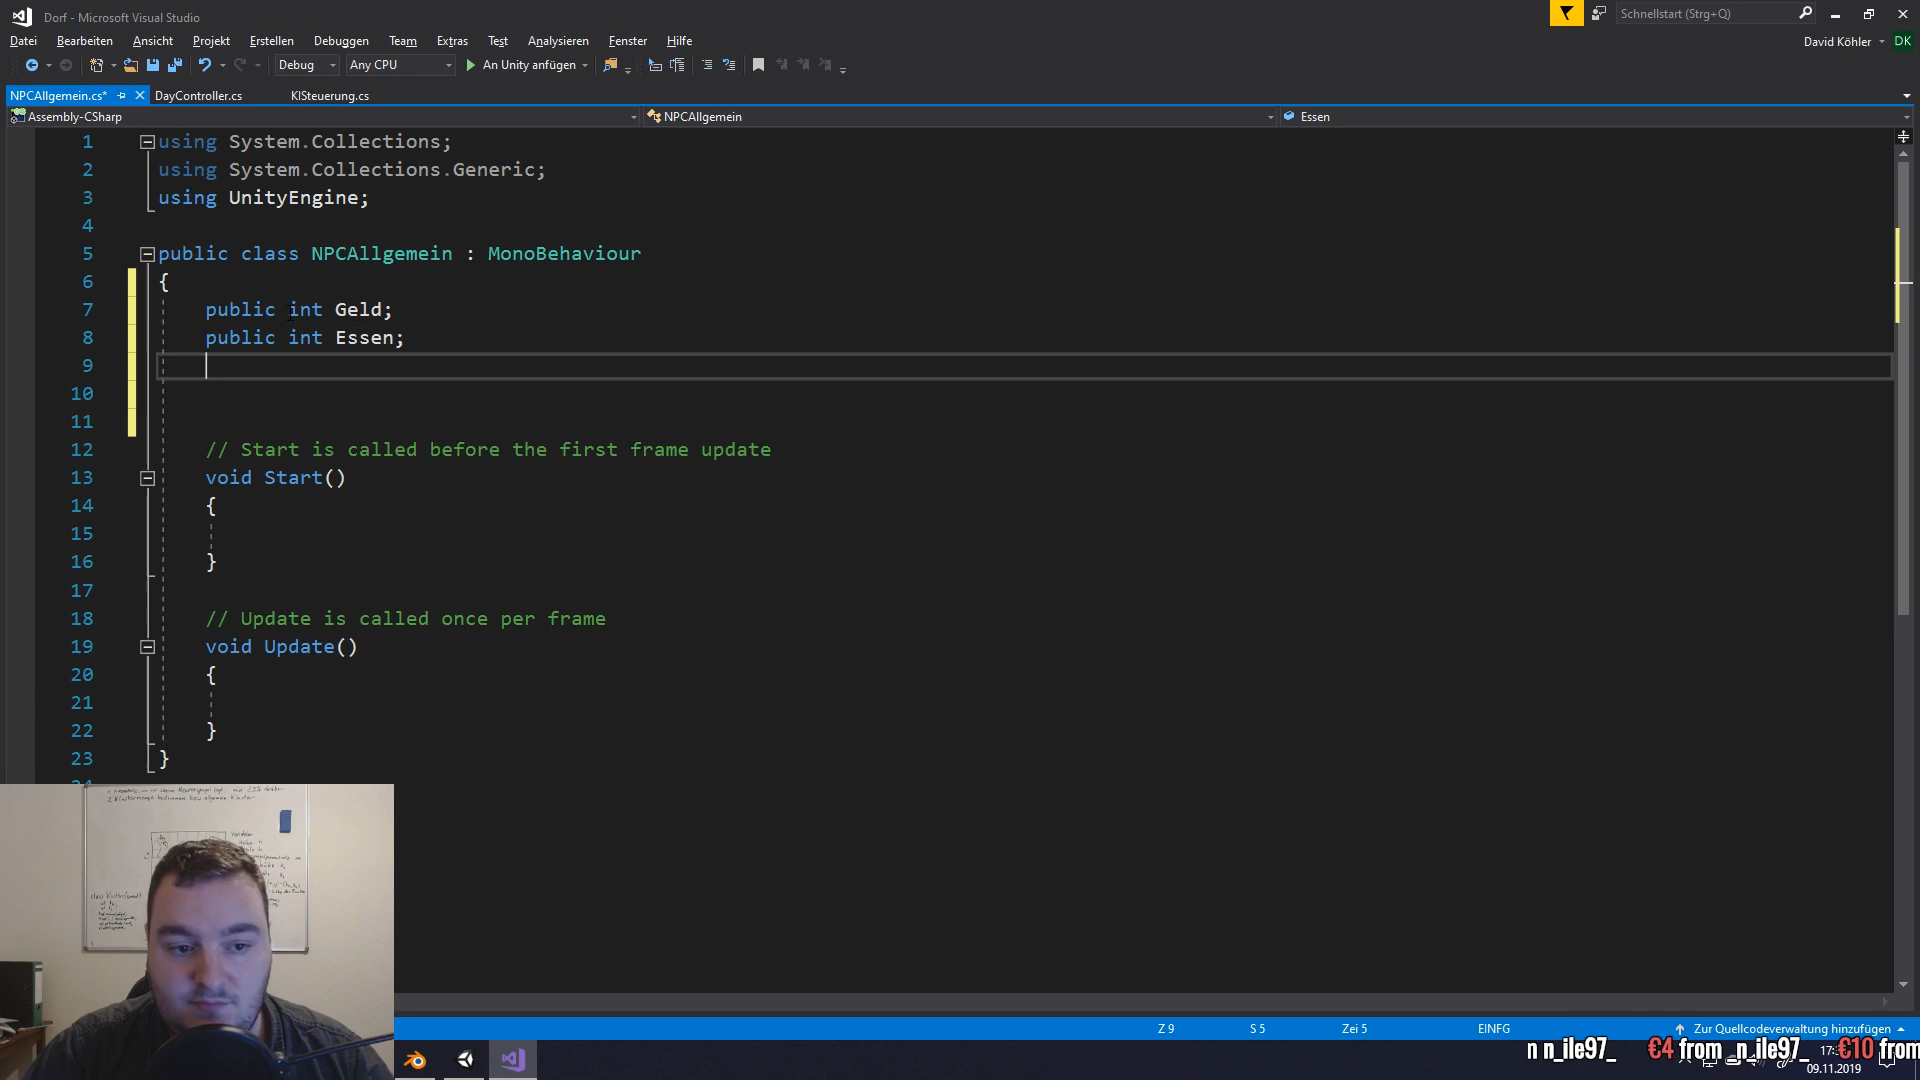 Dorf - Microsoft Visual Studio
Schnellstart (Strg+Q)
Datei Bearbeiten Ansicht Projekt Erstellen Debuggen Team Extras Test Analysieren Fenster Hilfe
David Köhler DK
Debug Any CPU An Unity anfügen
NPCAllgemein.cs* DayController.cs KISteuerung.cs
Assembly-CSharp NPCAllgemein Essen
1 using System.Collections;
2 using System.Collections.Generic;
3 using UnityEngine;
4
5 public class NPCAllgemein : MonoBehaviour
6 {
7 public int Geld;
8 public int Essen;
9
10
11
12 // Start is called before the first frame update
13 void Start()
14 {
15
16 }
17
18 // Update is called once per frame
19 void Update()
20 {
21
22 }
23 }
Z 9 S 5 Zei 5 EINFG Zur Quellcodeverwaltung hinzufügen
n n_ile97_ €4 from _n_ile97_ €10 from
09.11.2019